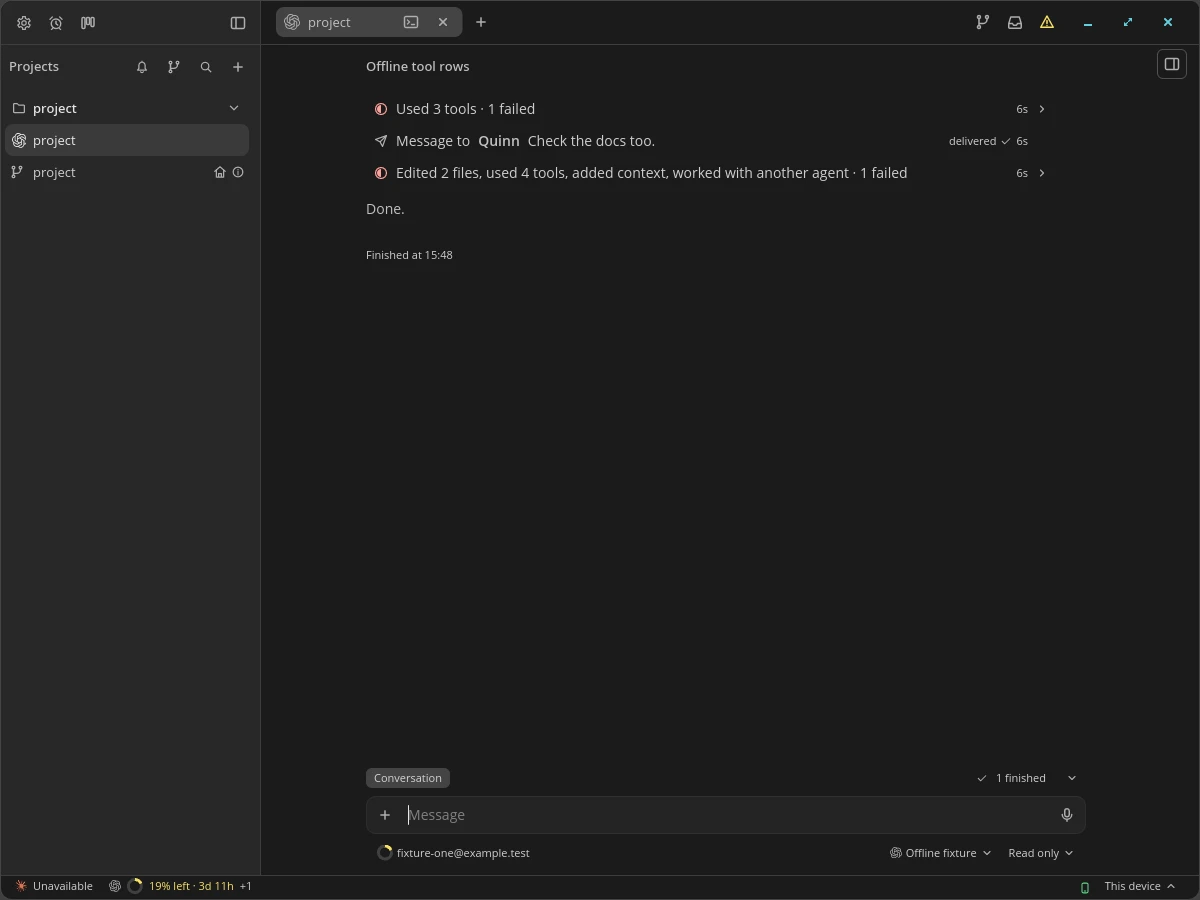 project
Projects
project
project
project
Offline tool rows
Used 3 tools · 1 failed 6s
Message to Quinn Check the docs too. delivered 6s
Edited 2 files, used 4 tools, added context, worked with another agent · 1 failed 6s
Done.
Finished at 15:48
Conversation 1 finished
Message
fixture-one@example.test Offline fixture Read only
Unavailable 19% left · 3d 11h +1 This device